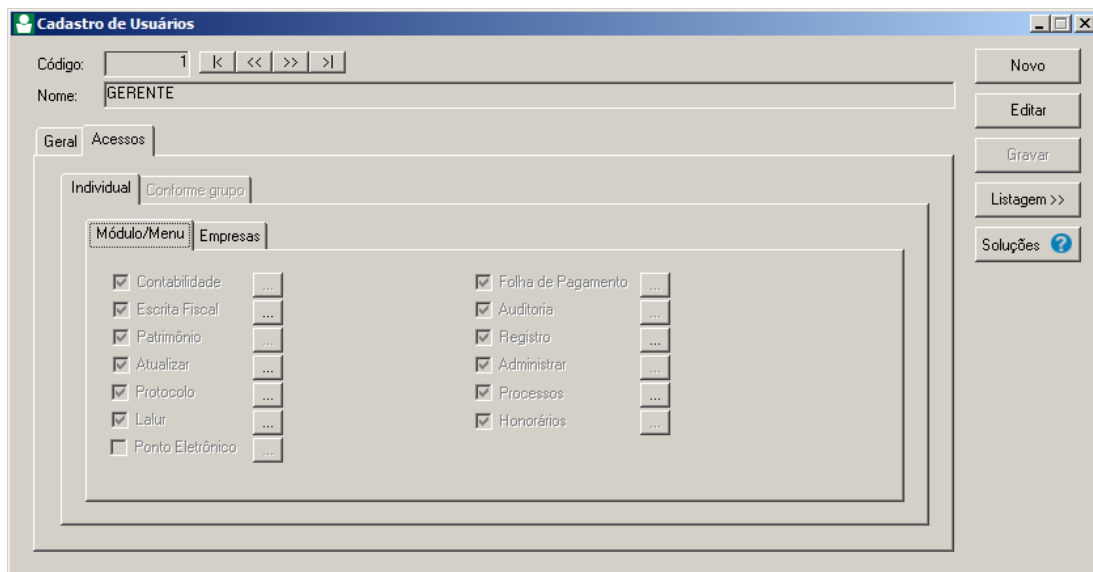 Cadastro de Usuários
Código: 1 |< << >> >|
Nome: GERENTE
Geral Acessos
Individual Conforme grupo
Módulo/Menu Empresas
Contabilidade ... Folha de Pagamento ...
Escrita Fiscal ... Auditoria ...
Patrimônio ... Registro ...
Atualizar ... Administrar ...
Protocolo ... Processos ...
Lalur ... Honorários ...
Ponto Eletrônico ...
Novo
Editar
Gravar
Listagem >>
Soluções ?